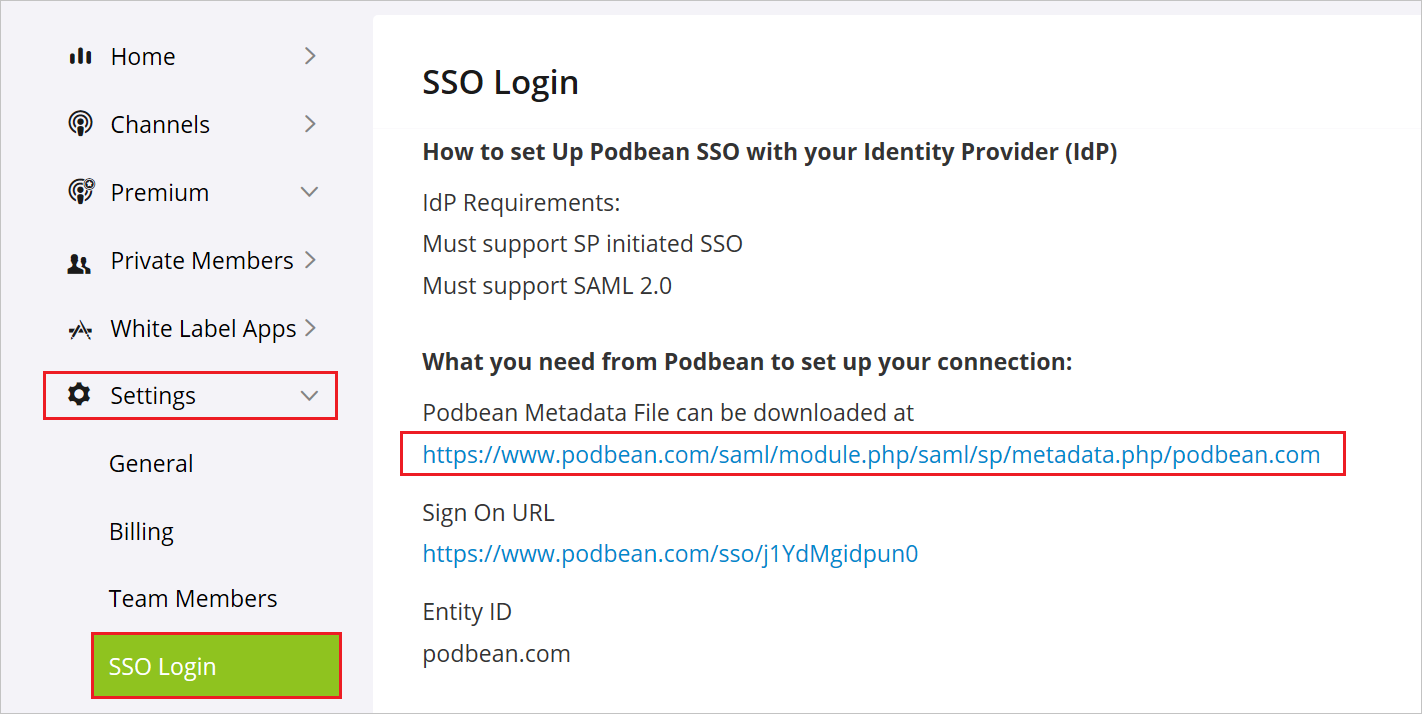 Home
Channels
Premium
Private Members
White Label Apps
Settings
General
Billing
Team Members
SSO Login
SSO Login
How to set Up Podbean SSO with your Identity Provider (IdP)
IdP Requirements:
Must support SP initiated SSO
Must support SAML 2.0
What you need from Podbean to set up your connection:
Podbean Metadata File can be downloaded at
https://www.podbean.com/saml/module.php/saml/sp/metadata.php/podbean.com
Sign On URL
https://www.podbean.com/sso/j1YdMgidpun0
Entity ID
podbean.com